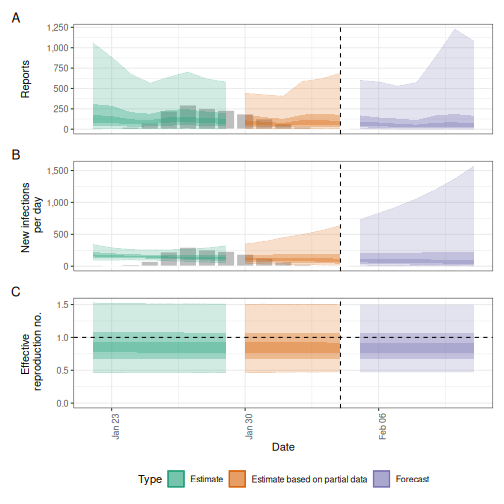 A
1,250
1,000
750
500
250
0
Reports
B
1,500
1,000
500
0
New infections
per day
C
1.5
1.0
0.5
0.0
Effective
reproduction no.
Jan 23
Jan 30
Feb 06
Date
Type
Estimate
Estimate based on partial data
Forecast